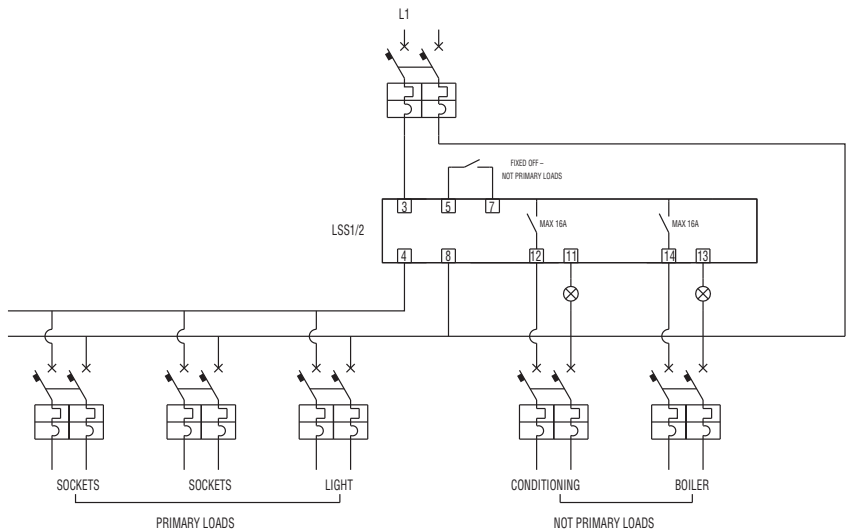 L1
FIXED OFF –
NOT PRIMARY LOADS
3 5 7
LSS1/2
MAX 16A MAX 16A
4 8 12 11 14 13
SOCKETS SOCKETS LIGHT CONDITIONING BOILER
PRIMARY LOADS NOT PRIMARY LOADS